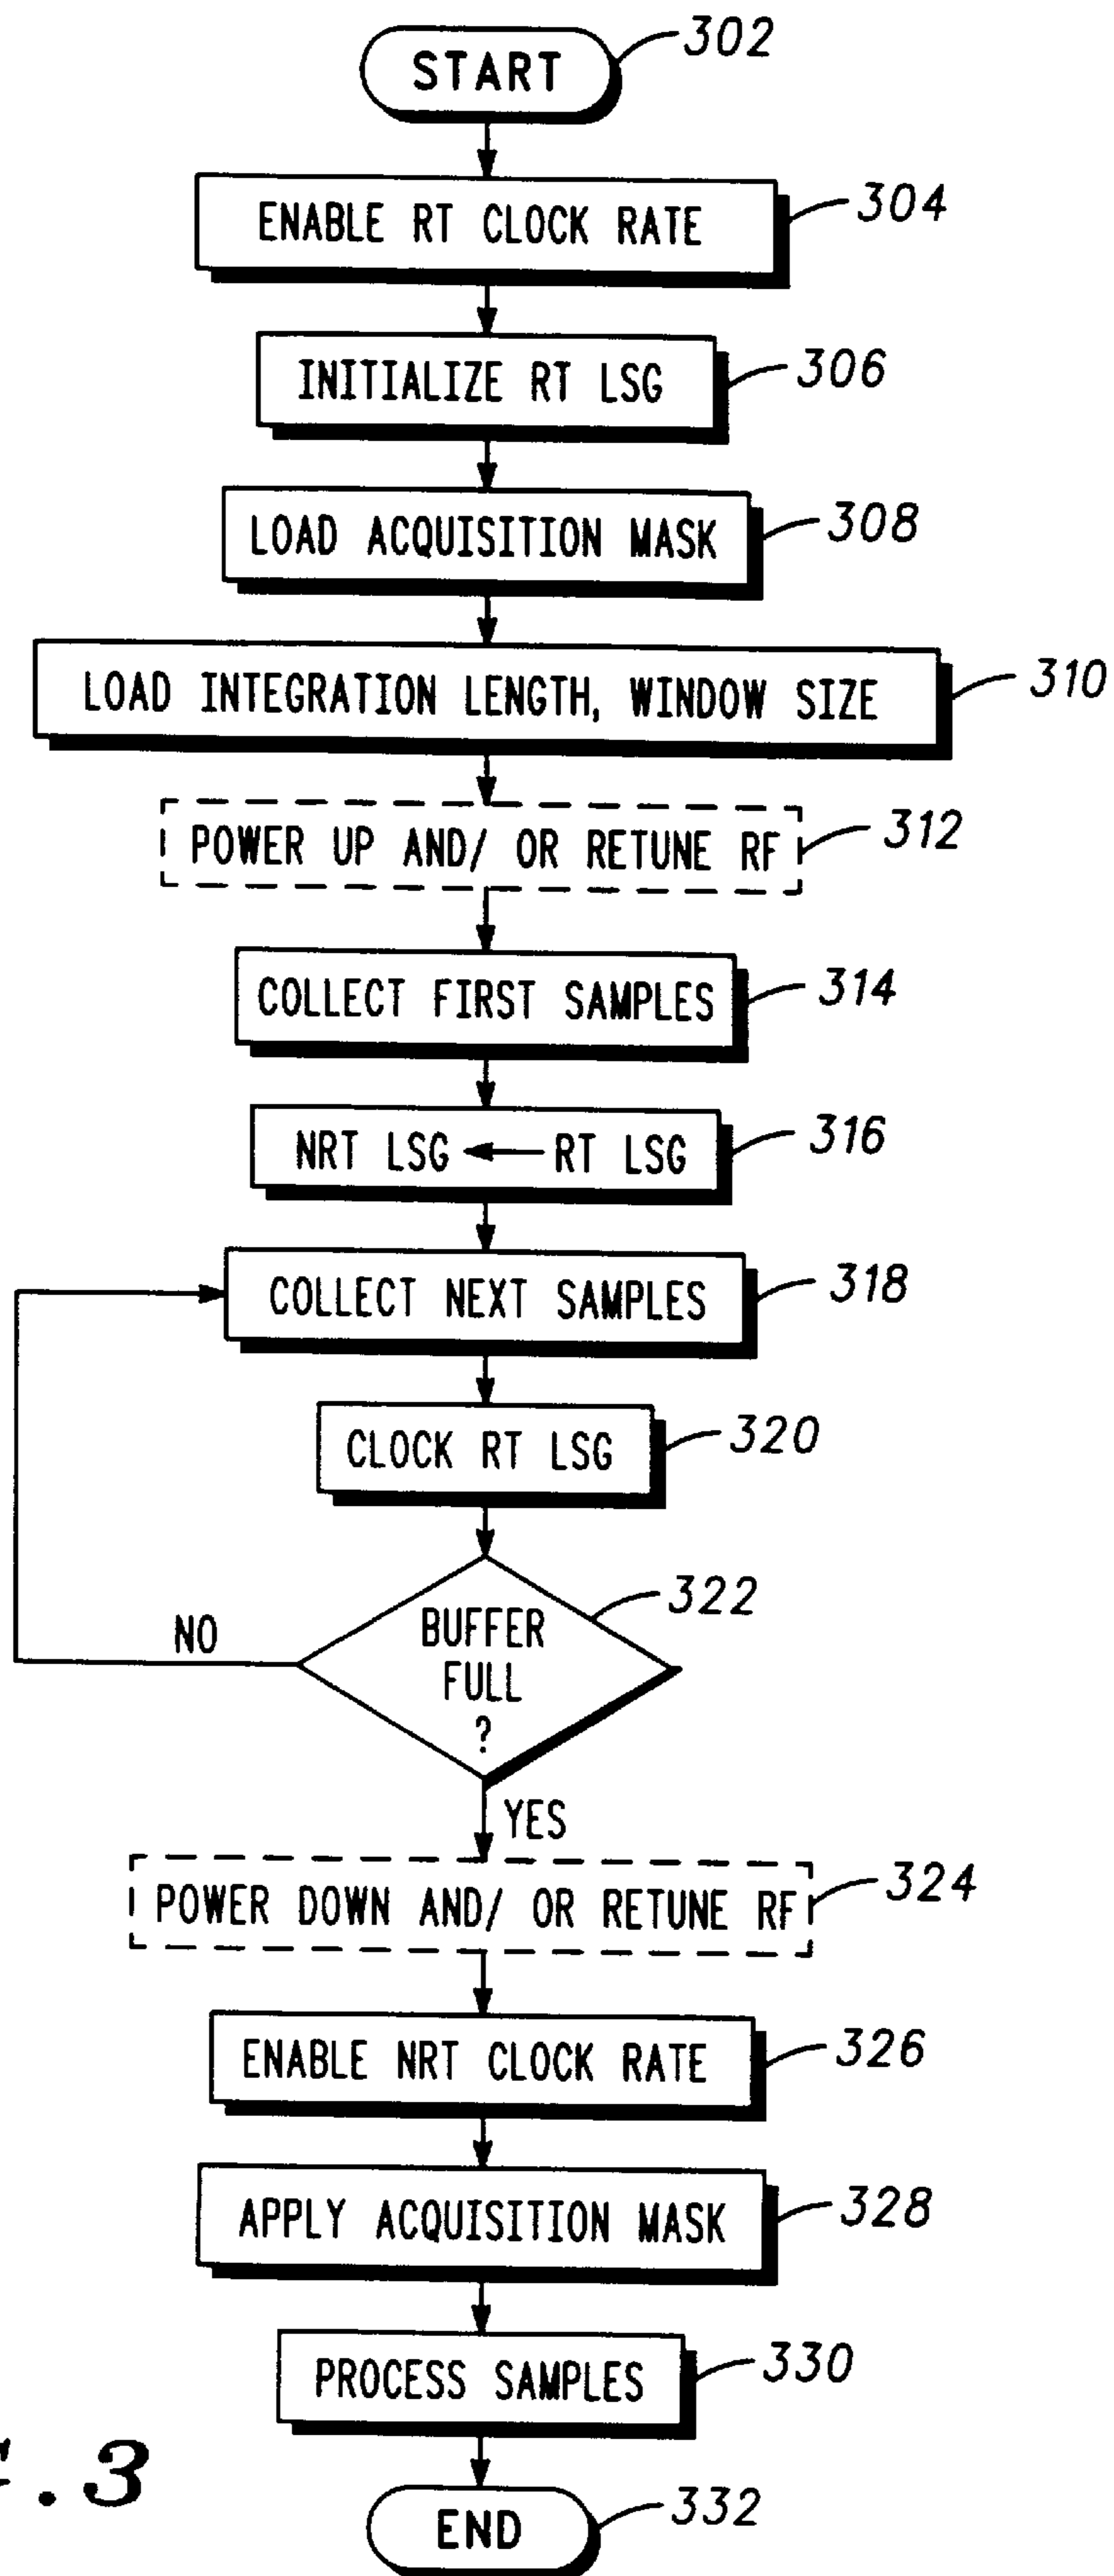 START 302
ENABLE RT CLOCK RATE 304
INITIALIZE RT LSG 306
LOAD ACQUISITION MASK 308
LOAD INTEGRATION LENGTH, WINDOW SIZE 310
POWER UP AND/ OR RETUNE RF 312
COLLECT FIRST SAMPLES 314
NRT LSG ← RT LSG 316
COLLECT NEXT SAMPLES 318
CLOCK RT LSG 320
BUFFER 322
FULL
?
NO
YES
POWER DOWN AND/ OR RETUNE RF 324
ENABLE NRT CLOCK RATE 326
APPLY ACQUISITION MASK 328
PROCESS SAMPLES 330
END 332
.3